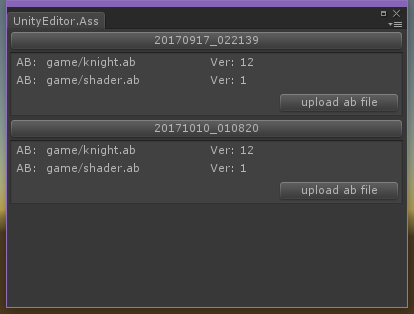 UnityEditor.Ass
20170917_022139
AB: game/knight.ab Ver: 12
AB: game/shader.ab Ver: 1
upload ab file
20171010_010820
AB: game/knight.ab Ver: 12
AB: game/shader.ab Ver: 1
upload ab file